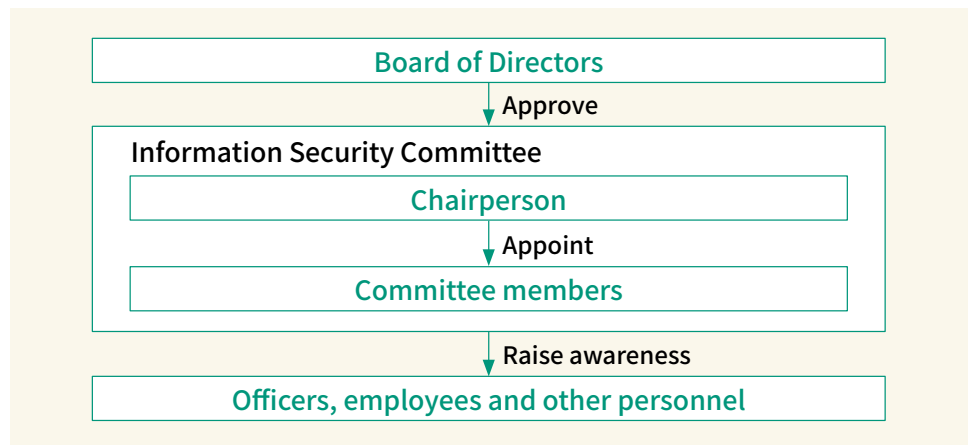 Board of Directors
Approve
Information Security Committee
Chairperson
Appoint
Committee members
Raise awareness
Officers, employees and other personnel